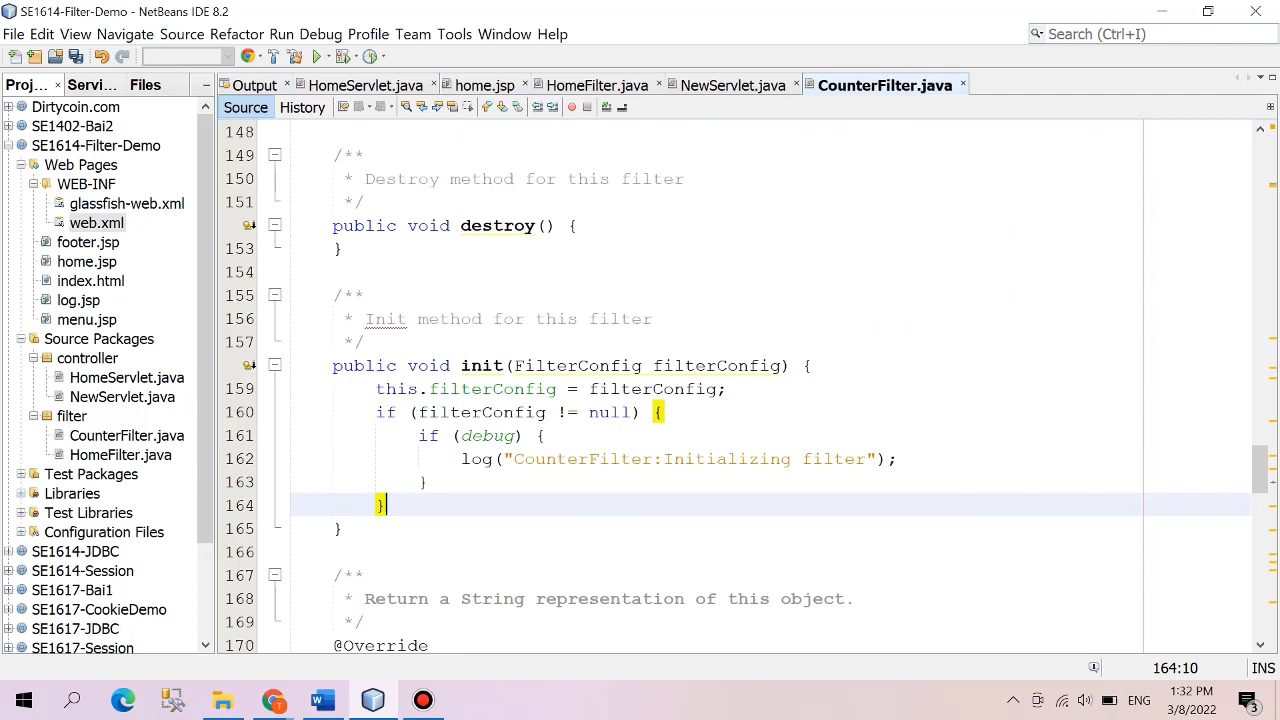 SE1614-Filter-Demo - NetBeans IDE 8.2
File Edit View Navigate Source Refactor Run Debug Profile Team Tools Window Help
Search (Ctrl+I)
Proj... Servi... Files
Output HomeServlet.java home.jsp HomeFilter.java NewServlet.java CounterFilter.java
Source History
Dirtycoin.com
SE1402-Bai2
SE1614-Filter-Demo
Web Pages
WEB-INF
glassfish-web.xml
web.xml
footer.jsp
home.jsp
index.html
log.jsp
menu.jsp
Source Packages
controller
HomeServlet.java
NewServlet.java
filter
CounterFilter.java
HomeFilter.java
Test Packages
Libraries
Test Libraries
Configuration Files
SE1614-JDBC
SE1614-Session
SE1617-Bai1
SE1617-CookieDemo
SE1617-JDBC
SE1617-Session
148
149 /**
150 * Destroy method for this filter
151 */
public void destroy() {
153 }
154
155 /**
156 * Init method for this filter
157 */
public void init(FilterConfig filterConfig) {
159 this.filterConfig = filterConfig;
160 if (filterConfig != null) {
161 if (debug) {
162 log("CounterFilter:Initializing filter");
163 }
164 }
165 }
166
167 /**
168 * Return a String representation of this object.
169 */
170 @Override
164:10 INS
ENG
1:32 PM
3/8/2022
3